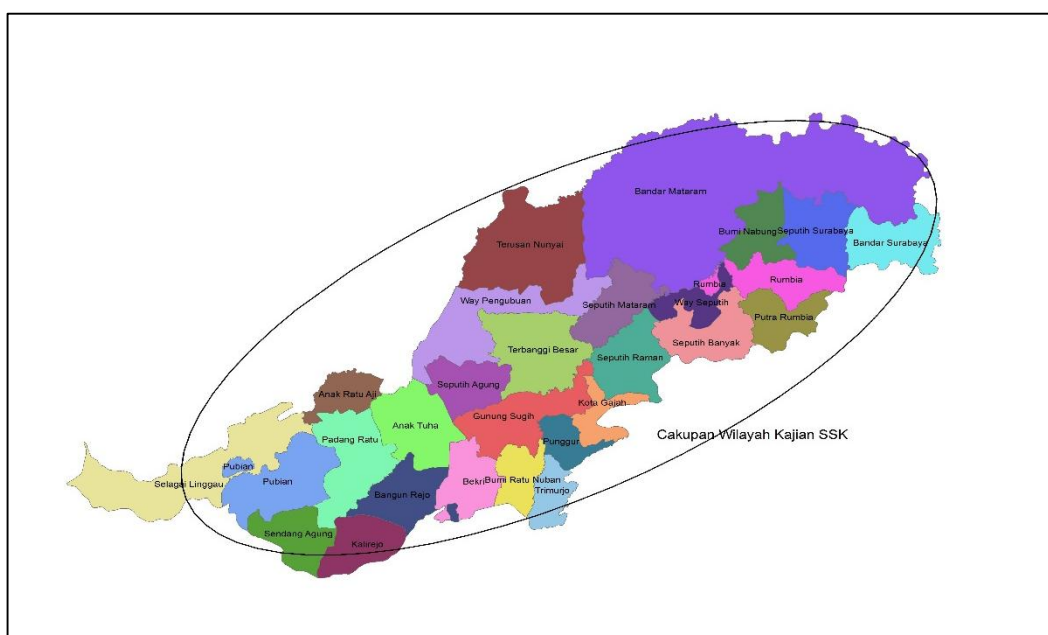 Bandar Mataram
Bumi Nabung
Seputih Surabaya
Terusan Nunyai
Bandar Surabaya
Rumbia
Rumbia
Way Pengubuan
Seputih Mataram
Way Seputih
Putra Rumbia
Terbanggi Besar
Seputih Banyak
Seputih Raman
Seputih Agung
Anak Ratu Aji
Kota Gajah
Gunung Sugih
Anak Tuha
Padang Ratu
Cakupan Wilayah Kajian SSK
Punggur
Pubian
Pubian
Selagai Linggau
Bekri
Bumi Ratu Nuban
Trimurjo
Bangun Rejo
Sendang Agung
Kalirejo